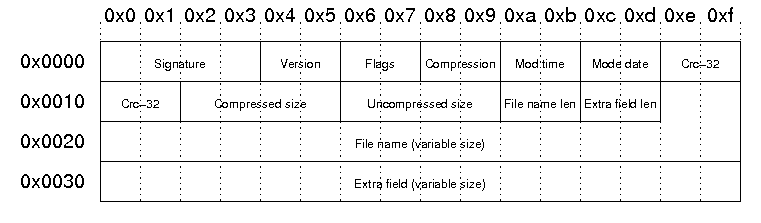 0x0 0x1 0x2 0x3 0x4 0x5 0x6 0x7 0x8 0x9 0xa 0xb 0xc 0xd 0xe 0xf
0x0000 Signature Version Flags Compression Mod time Mode date Crc-32
0x0010 Crc-32 Compressed size Uncompressed size File name len Extra field len
0x0020 File name (variable size)
0x0030 Extra field (variable size)